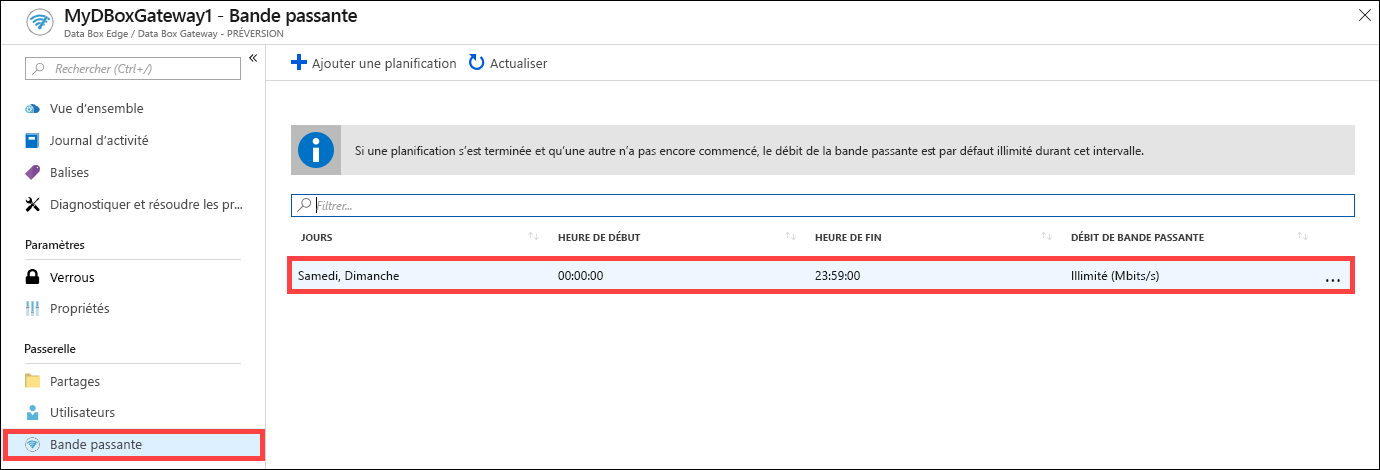 MyDBoxGateway1 - Bande passante
Data Box Edge / Data Box Gateway - PRÉVERSION
Rechercher (Ctrl+/)
Vue d'ensemble
Journal d'activité
Balises
Diagnostiquer et résoudre les pr...
Paramètres
Verrous
Propriétés
Passerelle
Partages
Utilisateurs
Bande passante
Ajouter une planification Actualiser
Si une planification s'est terminée et qu'une autre n'a pas encore commencé, le débit de la bande passante est par défaut illimité durant cet intervalle.
Filtrer...
JOURS HEURE DE DÉBUT HEURE DE FIN DÉBIT DE BANDE PASSANTE
Samedi, Dimanche 00:00:00 23:59:00 Illimité (Mbits/s) ...